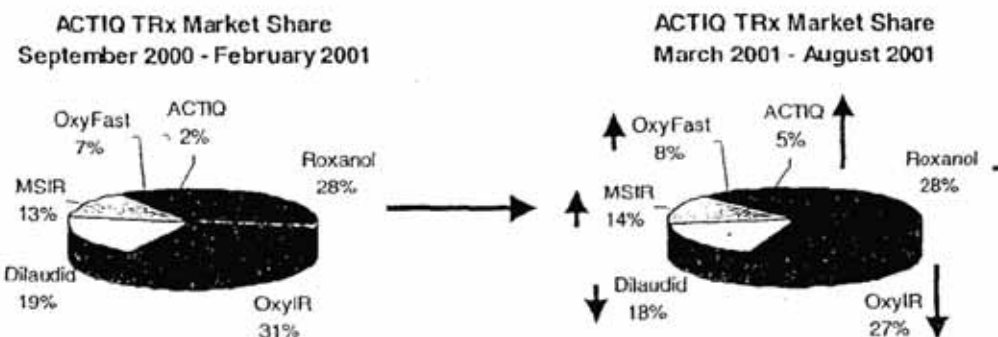 ACTIQ TRx Market Share
September 2000 - February 2001
OxyFast
7%
ACTIQ
2%
Roxanol
28%
MSIR
13%
Dilaudid
19%
OxyIR
31%
ACTIQ TRx Market Share
March 2001 - August 2001
OxyFast
8%
ACTIQ
5%
Roxanol
28%
MSIR
14%
Dilaudid
18%
OxyIR
27%